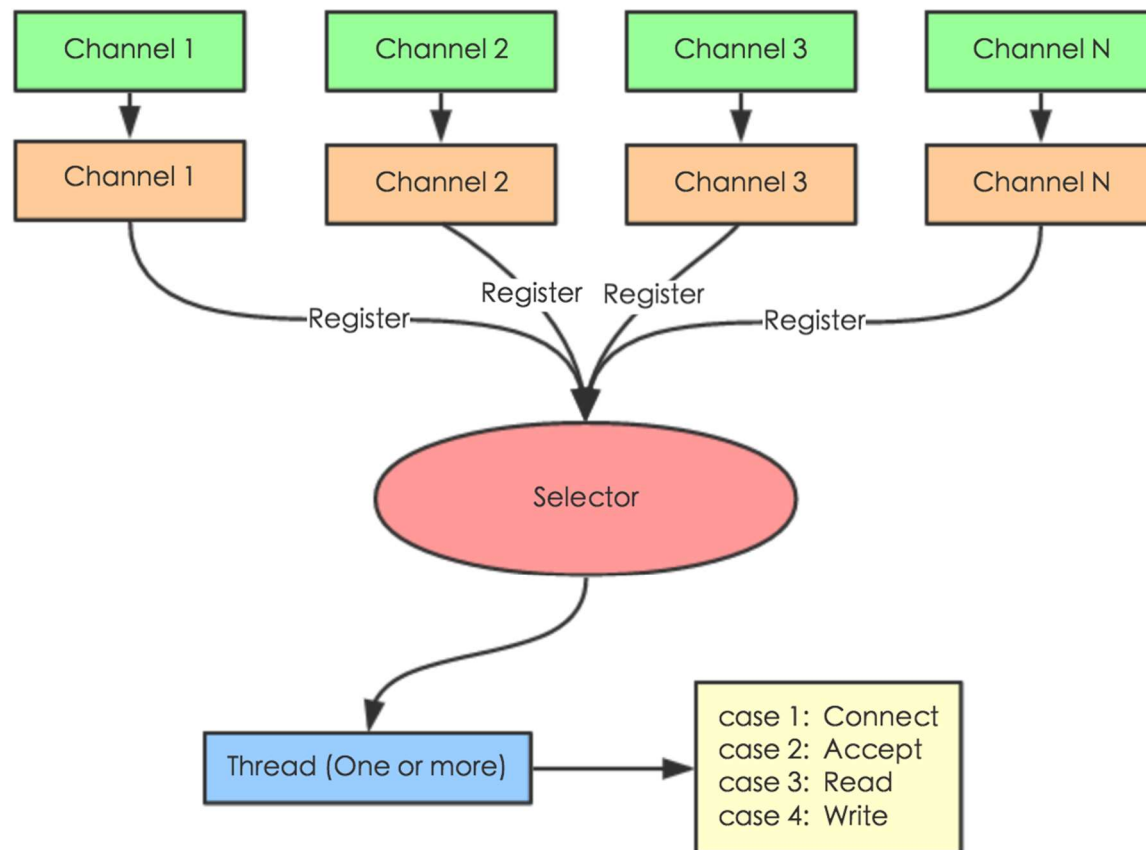 Channel 1
Channel 2
Channel 3
Channel N
Channel 1
Channel 2
Channel 3
Channel N
Register
Register
Register
Register
Selector
Thread (One or more)
case 1: Connect
case 2: Accept
case 3: Read
case 4: Write